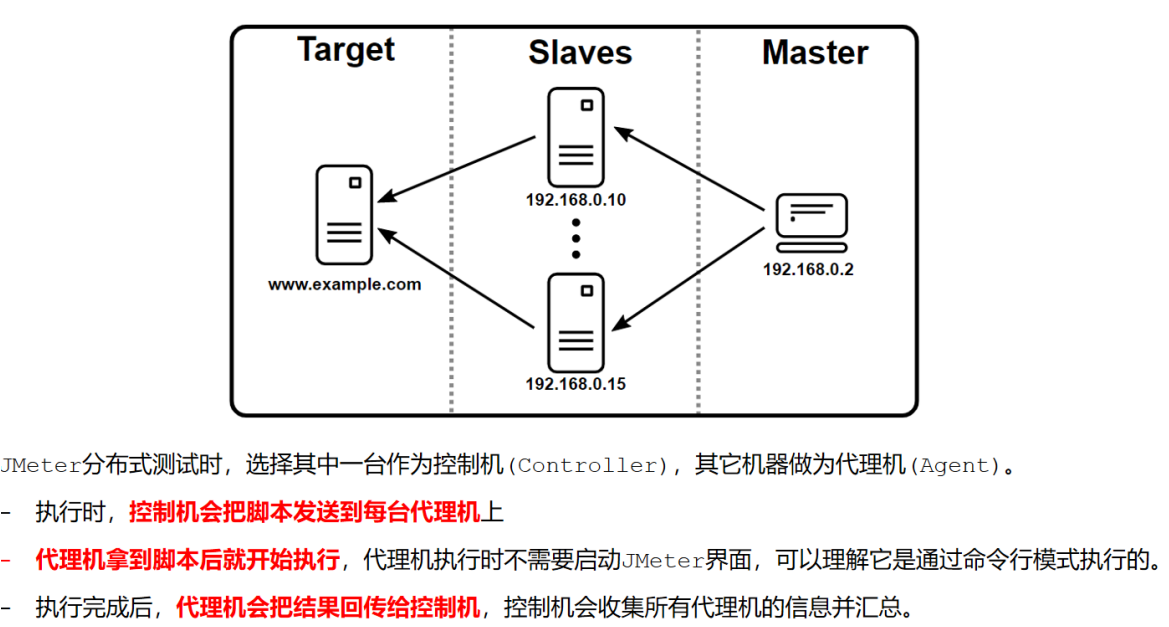 Target
Slaves
Master
192.168.0.10
www.example.com
192.168.0.2
192.168.0.15
JMeter分布式测试时，选择其中一台作为控制机(Controller)，其它机器做为代理机(Agent)。
- 执行时，控制机会把脚本发送到每台代理机上
- 代理机拿到脚本后就开始执行，代理机执行时不需要启动JMeter界面，可以理解它是通过命令行模式执行的。
- 执行完成后，代理机会把结果回传给控制机，控制机会收集所有代理机的信息并汇总。